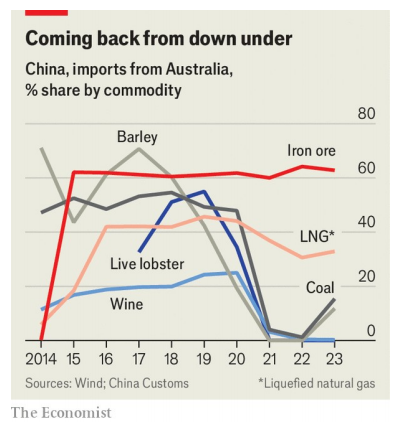 Coming back from down under
China, imports from Australia,
% share by commodity
80
Barley
Iron ore
60
40
LNG*
Live lobster
20
Coal
Wine
0
2014 15 16 17 18 19 20 21 22 23
Sources: Wind; China Customs *Liquefied natural gas
The Economist